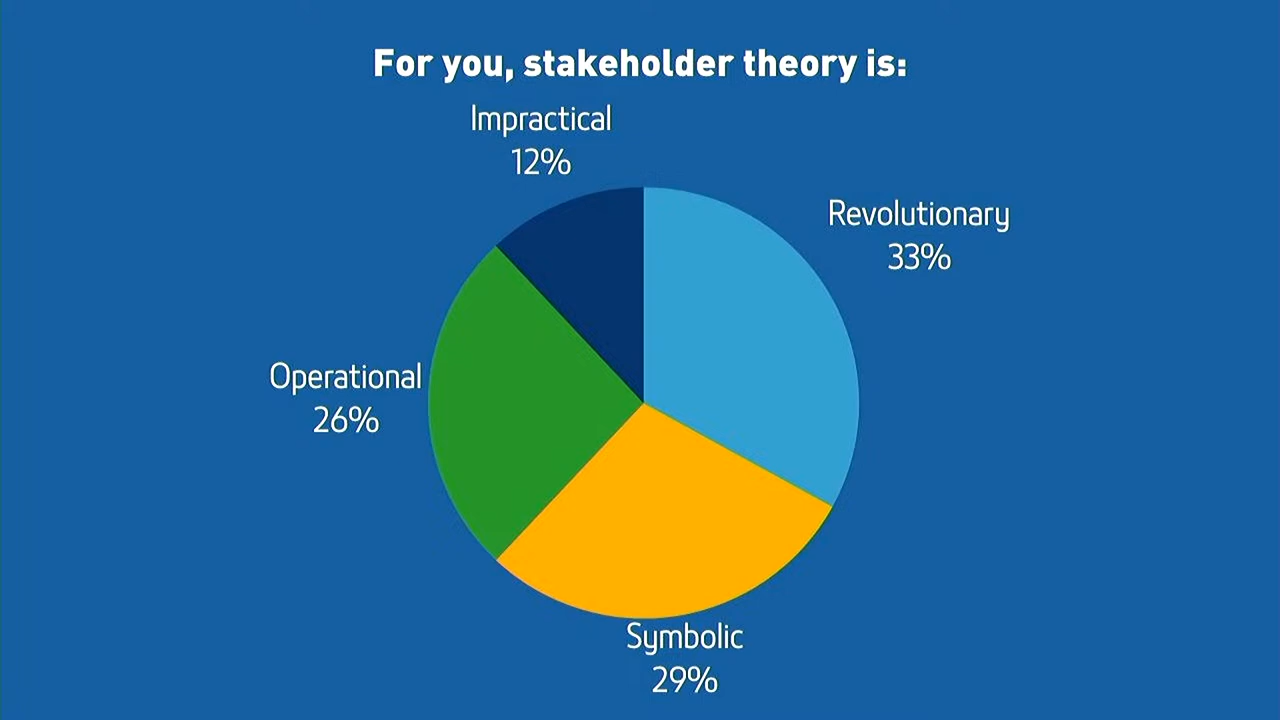 For you, stakeholder theory is:
Impractical
12%
Revolutionary
33%
Operational
26%
Symbolic
29%